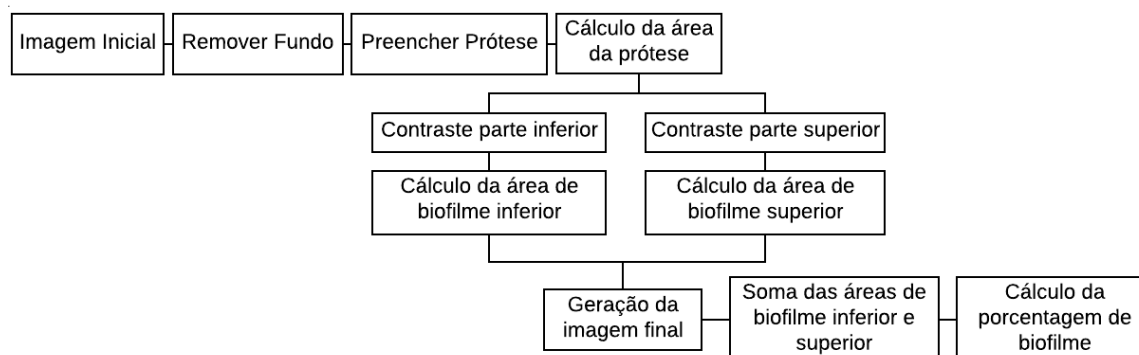 Imagem Inicial
Remover Fundo
Preencher Prótese
Cálculo da área
da prótese
Contraste parte inferior
Contraste parte superior
Cálculo da área de
biofilme inferior
Cálculo da área de
biofilme superior
Geração da
imagem final
Soma das áreas de
biofilme inferior e
superior
Cálculo da
porcentagem de
biofilme